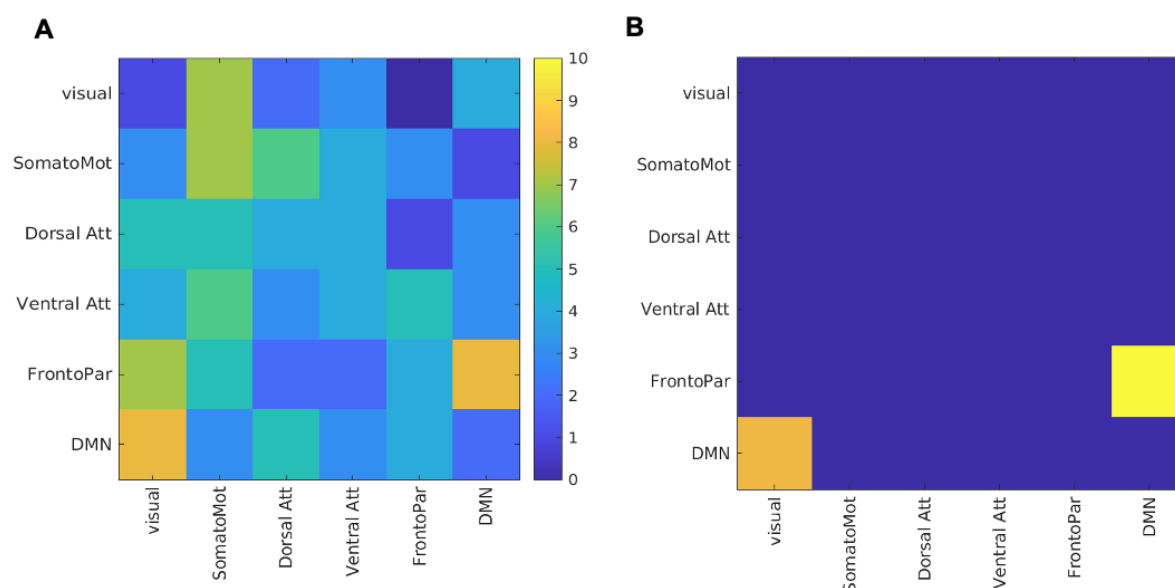 A
visual
SomatoMot
Dorsal Att
Ventral Att
FrontoPar
DMN
visual
SomatoMot
Dorsal Att
Ventral Att
FrontoPar
DMN
10
9
8
7
6
5
4
3
2
1
0
B
visual
SomatoMot
Dorsal Att
Ventral Att
FrontoPar
DMN
visual
SomatoMot
Dorsal Att
Ventral Att
FrontoPar
DMN